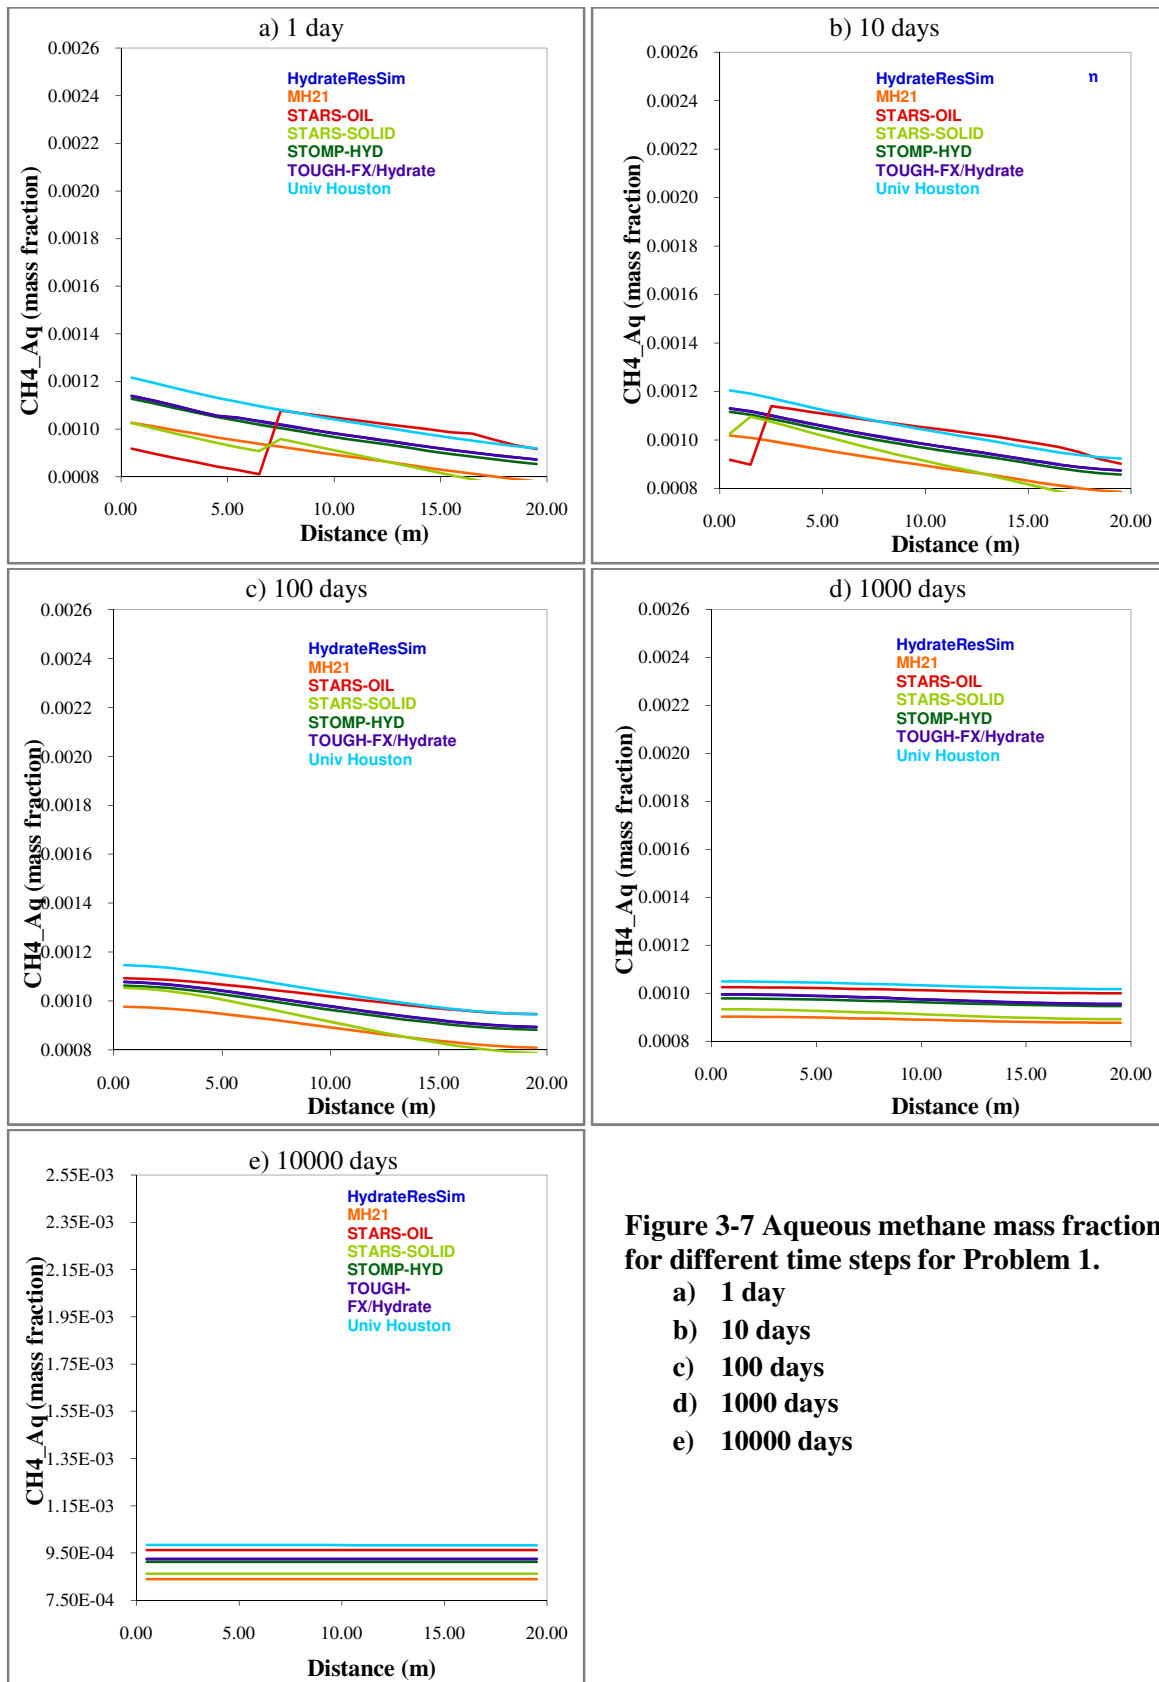 a) 1 day
0.0026
0.0024
0.0022
0.0020
0.0018
0.0016
0.0014
0.0012
0.0010
0.0008
CH4_Aq (mass fraction)
HydrateResSim
MH21
STARS-OIL
STARS-SOLID
STOMP-HYD
TOUGH-FX/Hydrate
Univ Houston
0.00 5.00 10.00 15.00 20.00
Distance (m)
b) 10 days
0.0026
0.0024
0.0022
0.0020
0.0018
0.0016
0.0014
0.0012
0.0010
0.0008
CH4_Aq (mass fraction)
HydrateResSim
MH21
STARS-OIL
STARS-SOLID
STOMP-HYD
TOUGH-FX/Hydrate
Univ Houston
0.00 5.00 10.00 15.00 20.00
Distance (m)
c) 100 days
0.0026
0.0024
0.0022
0.0020
0.0018
0.0016
0.0014
0.0012
0.0010
0.0008
CH4_Aq (mass fraction)
HydrateResSim
MH21
STARS-OIL
STARS-SOLID
STOMP-HYD
TOUGH-FX/Hydrate
Univ Houston
0.00 5.00 10.00 15.00 20.00
Distance (m)
d) 1000 days
0.0026
0.0024
0.0022
0.0020
0.0018
0.0016
0.0014
0.0012
0.0010
0.0008
CH4_Aq (mass fraction)
HydrateResSim
MH21
STARS-OIL
STARS-SOLID
STOMP-HYD
TOUGH-FX/Hydrate
Univ Houston
0.00 5.00 10.00 15.00 20.00
Distance (m)
e) 10000 days
2.55E-03
2.35E-03
2.15E-03
1.95E-03
1.75E-03
1.55E-03
1.35E-03
1.15E-03
9.50E-04
7.50E-04
CH4_Aq (mass fraction)
HydrateResSim
MH21
STARS-OIL
STARS-SOLID
STOMP-HYD
TOUGH-
FX/Hydrate
Univ Houston
0.00 5.00 10.00 15.00 20.00
Distance (m)
Figure 3-7 Aqueous methane mass fraction
for different time steps for Problem 1.
a) 1 day
b) 10 days
c) 100 days
d) 1000 days
e) 10000 days